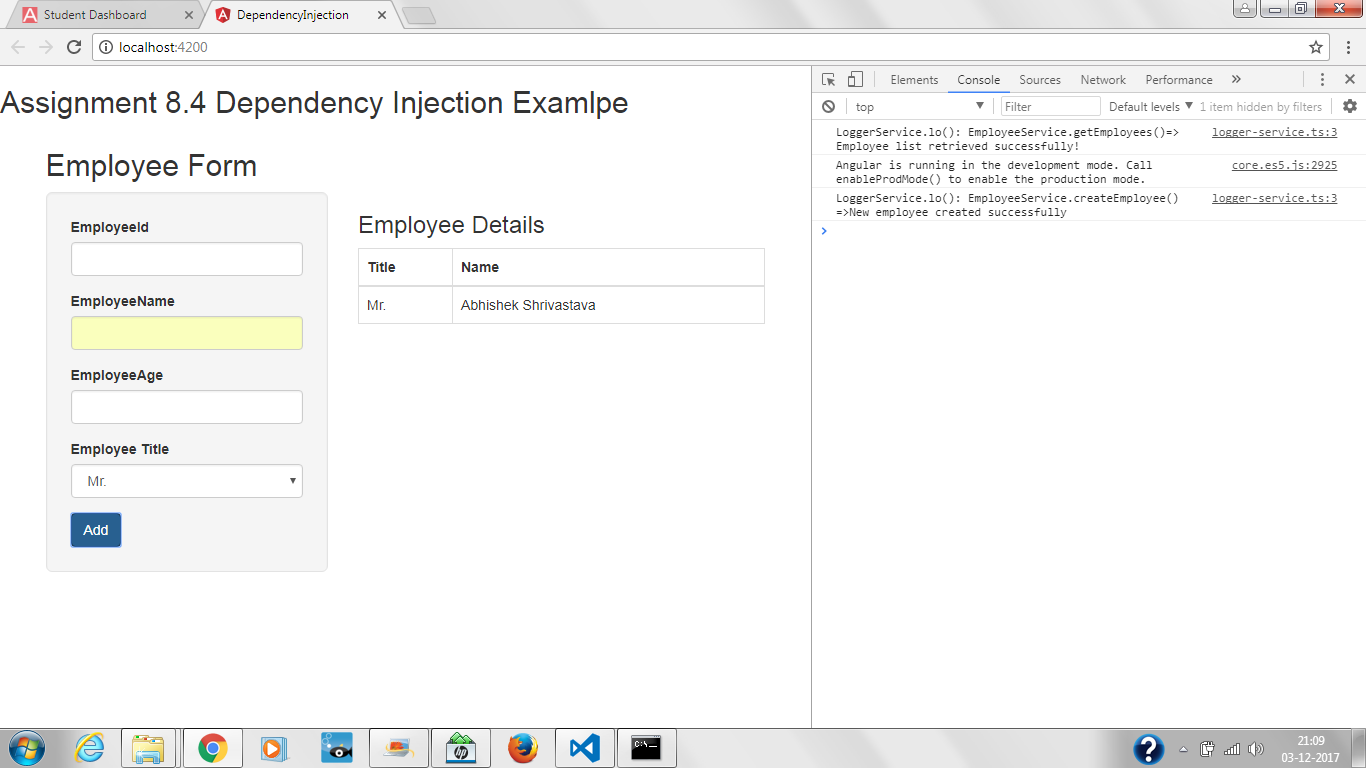 Student Dashboard
DependencyInjection
localhost:4200
Assignment 8.4 Dependency Injection Examlpe
Employee Form
EmployeeId
EmployeeName
EmployeeAge
Employee Title
Mr.
Add
Employee Details
Title Name
Mr. Abhishek Shrivastava
Elements Console Sources Network Performance »
top Filter Default levels 1 item hidden by filters
LoggerService.lo(): EmployeeService.getEmployees()=> logger-service.ts:3
Employee list retrieved successfully!
Angular is running in the development mode. Call core.es5.js:2925
enableProdMode() to enable the production mode.
LoggerService.lo(): EmployeeService.createEmployee() logger-service.ts:3
=>New employee created successfully
21:09
03-12-2017